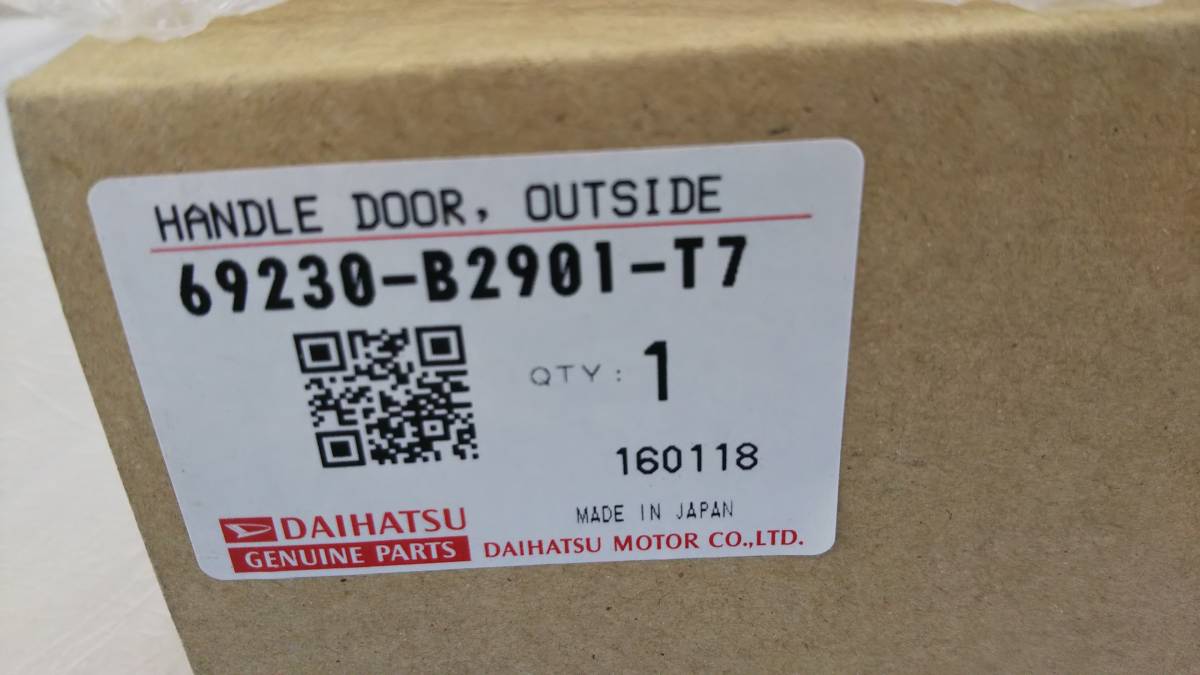 HANDLE DOOR, OUTSIDE
69230-B2901-T7
QTY: 1
160118
MADE IN JAPAN
DAIHATSU
GENUINE PARTS
DAIHATSU MOTOR CO.,LTD.